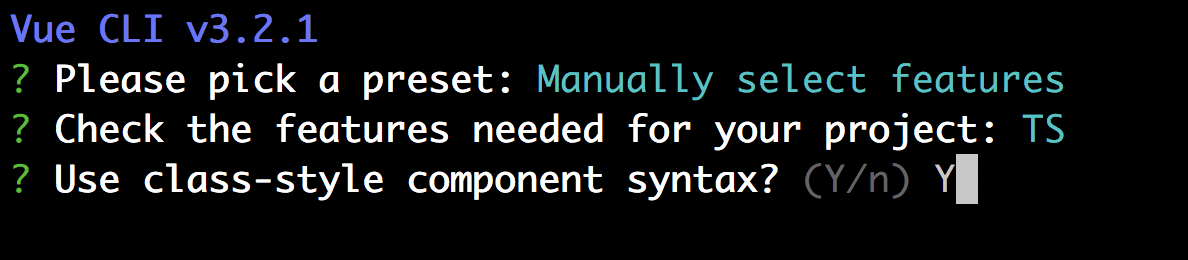 Vue CLI v3.2.1
? Please pick a preset: Manually select features
? Check the features needed for your project: TS
? Use class-style component syntax? (Y/n) Y